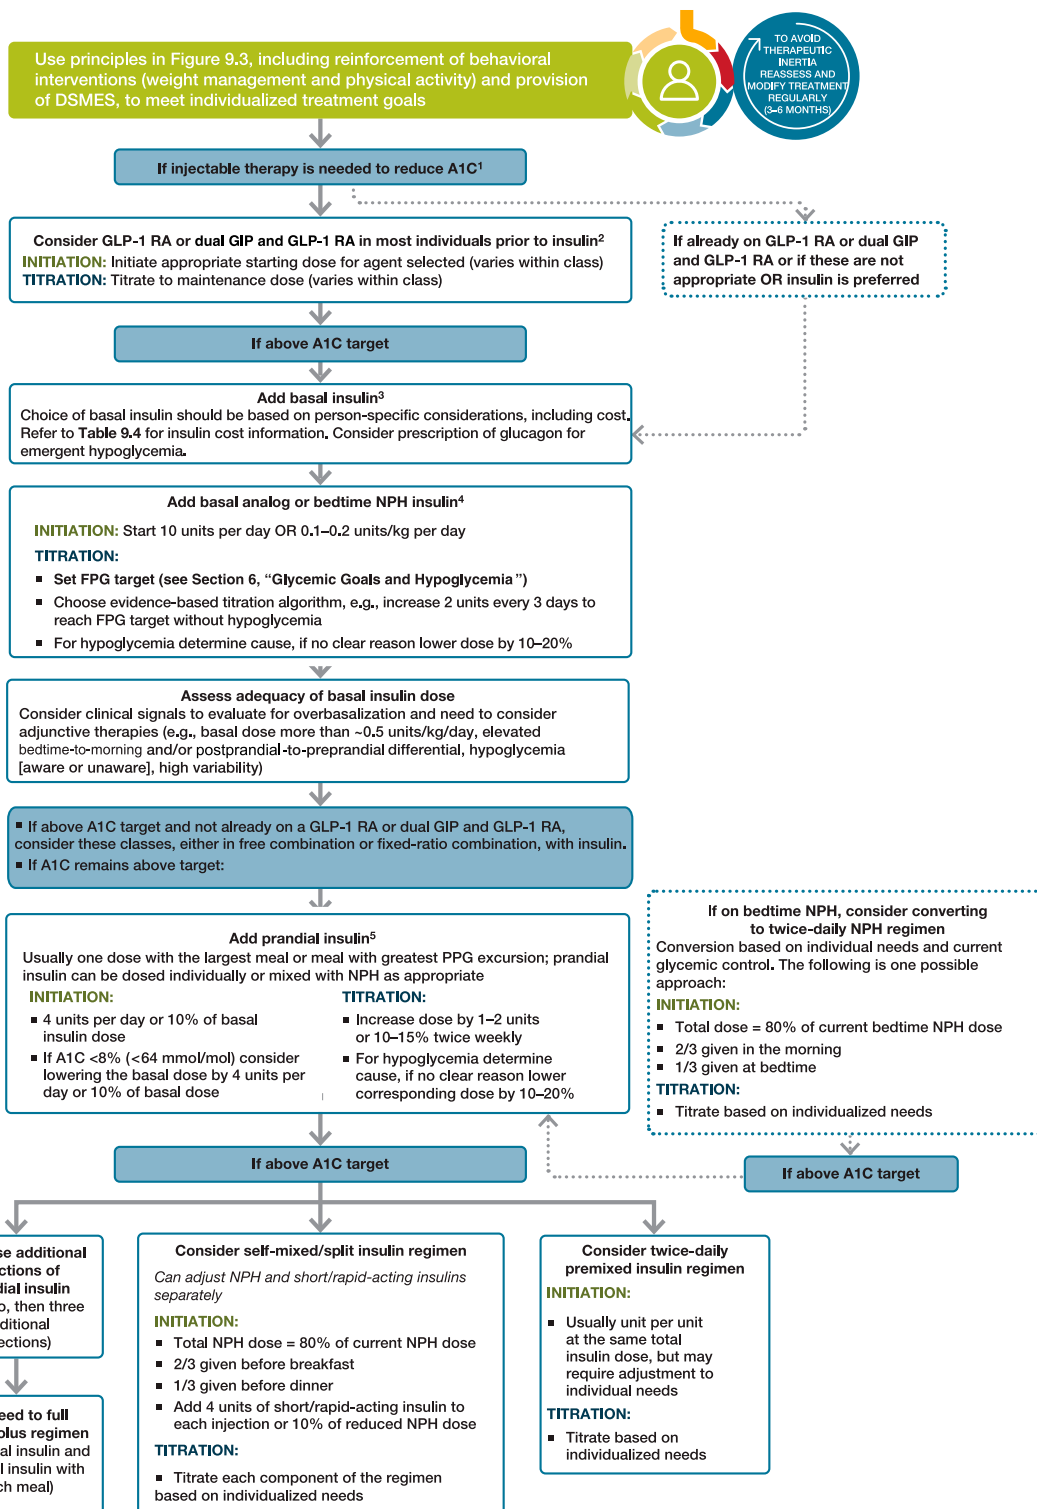 Use principles in Figure 9.3, including reinforcement of behavioral
interventions (weight management and physical activity) and provision
of DSMES, to meet individualized treatment goals
TO AVOID
THERAPEUTIC
INERTIA
REASSESS AND
MODIFY TREATMENT
REGULARLY
(3–6 MONTHS)
If injectable therapy is needed to reduce A1C¹
Consider GLP-1 RA or dual GIP and GLP-1 RA in most individuals prior to insulin²
INITIATION: Initiate appropriate starting dose for agent selected (varies within class)
TITRATION: Titrate to maintenance dose (varies within class)
If already on GLP-1 RA or dual GIP
and GLP-1 RA or if these are not
appropriate OR insulin is preferred
If above A1C target
Add basal insulin³
Choice of basal insulin should be based on person-specific considerations, including cost.
Refer to Table 9.4 for insulin cost information. Consider prescription of glucagon for
emergent hypoglycemia.
Add basal analog or bedtime NPH insulin⁴
INITIATION: Start 10 units per day OR 0.1–0.2 units/kg per day
TITRATION:
▪ Set FPG target (see Section 6, “Glycemic Goals and Hypoglycemia”)
▪ Choose evidence-based titration algorithm, e.g., increase 2 units every 3 days to
reach FPG target without hypoglycemia
▪ For hypoglycemia determine cause, if no clear reason lower dose by 10–20%
Assess adequacy of basal insulin dose
Consider clinical signals to evaluate for overbasalization and need to consider
adjunctive therapies (e.g., basal dose more than ~0.5 units/kg/day, elevated
bedtime-to-morning and/or postprandial-to-preprandial differential, hypoglycemia
[aware or unaware], high variability)
▪ If above A1C target and not already on a GLP-1 RA or dual GIP and GLP-1 RA,
consider these classes, either in free combination or fixed-ratio combination, with insulin.
▪ If A1C remains above target:
Add prandial insulin⁵
Usually one dose with the largest meal or meal with greatest PPG excursion; prandial
insulin can be dosed individually or mixed with NPH as appropriate
INITIATION:
▪ 4 units per day or 10% of basal
insulin dose
▪ If A1C <8% (<64 mmol/mol) consider
lowering the basal dose by 4 units per
day or 10% of basal dose
TITRATION:
▪ Increase dose by 1–2 units
or 10–15% twice weekly
▪ For hypoglycemia determine
cause, if no clear reason lower
corresponding dose by 10–20%
If on bedtime NPH, consider converting
to twice-daily NPH regimen
Conversion based on individual needs and current
glycemic control. The following is one possible
approach:
INITIATION:
▪ Total dose = 80% of current bedtime NPH dose
▪ 2/3 given in the morning
▪ 1/3 given at bedtime
TITRATION:
▪ Titrate based on individualized needs
If above A1C target
If above A1C target
additional
of
insulin
then three
Consider self-mixed/split insulin regimen
Can adjust NPH and short/rapid-acting insulins
separately
INITIATION:
▪ Total NPH dose = 80% of current NPH dose
▪ 2/3 given before breakfast
▪ 1/3 given before dinner
▪ Add 4 units of short/rapid-acting insulin to
each injection or 10% of reduced NPH dose
TITRATION:
▪ Titrate each component of the regimen
based on individualized needs
Consider twice-daily
premixed insulin regimen
INITIATION:
▪ Usually unit per unit
at the same total
insulin dose, but may
require adjustment to
individual needs
TITRATION:
▪ Titrate based on
individualized needs
to full
regimen
insulin and
insulin with
meal)